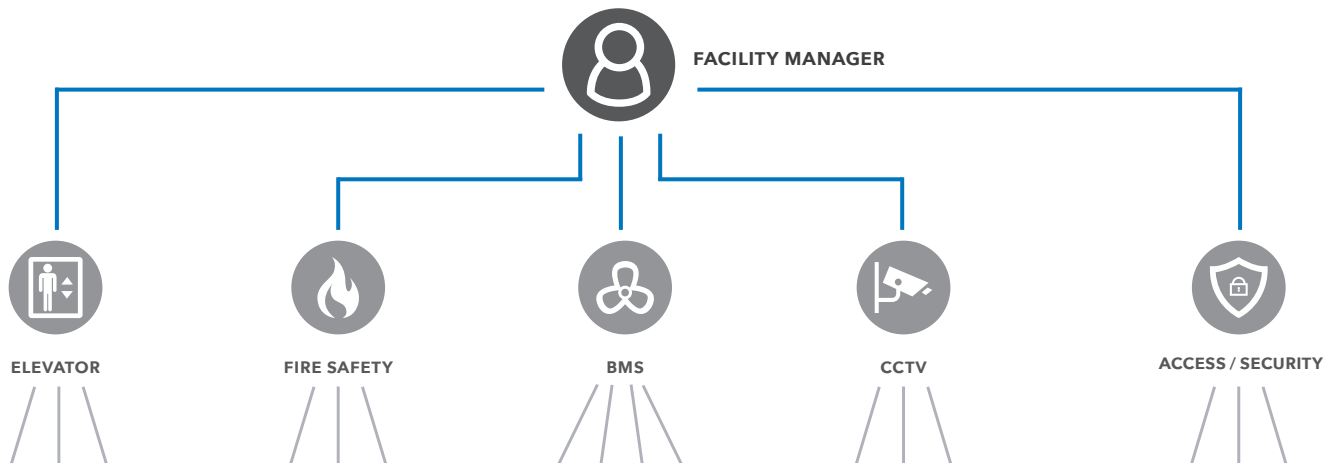 FACILITY MANAGER
ELEVATOR
FIRE SAFETY
BMS
CCTV
ACCESS / SECURITY